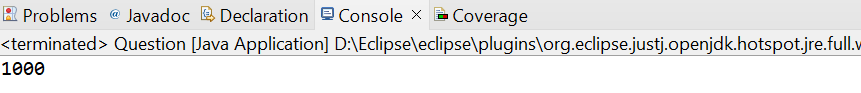 Problems @ Javadoc Declaration Console Coverage
<terminated> Question [Java Application] D:\Eclipse\eclipse\plugins\org.eclipse.justj.openjdk.hotspot.jre.full.w
1000